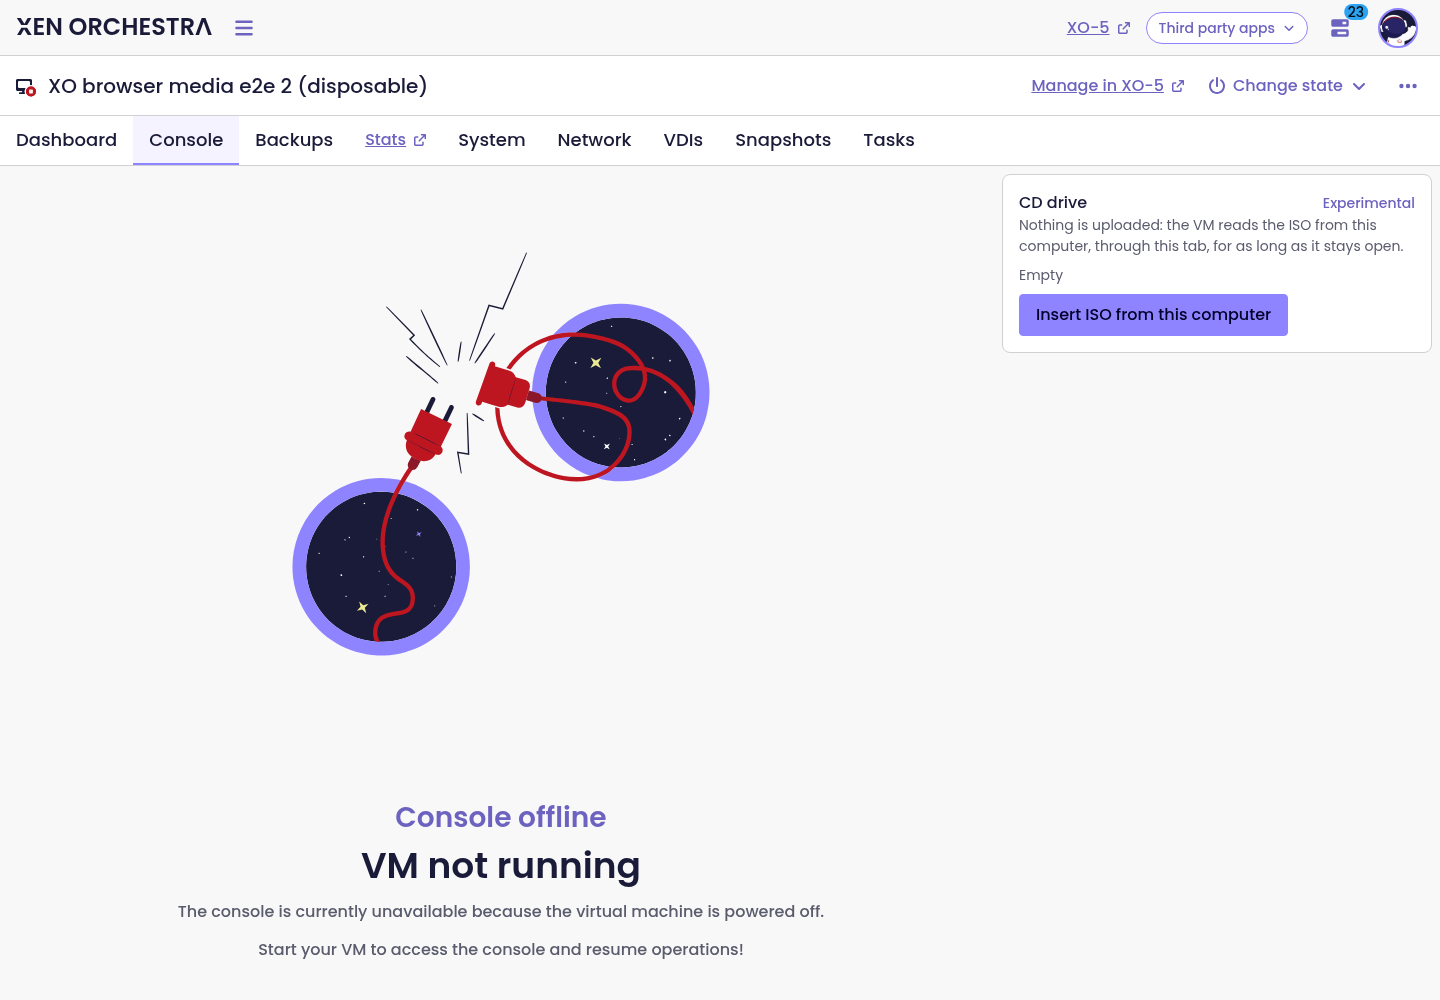 XEN ORCHESTRA
XO-5
Third party apps
23
XO browser media e2e 2 (disposable)
Manage in XO-5
Change state
Dashboard
Console
Backups
Stats
System
Network
VDIs
Snapshots
Tasks
CD drive
Experimental
Nothing is uploaded: the VM reads the ISO from this
computer, through this tab, for as long as it stays open.
Empty
Insert ISO from this computer
Console offline
VM not running
The console is currently unavailable because the virtual machine is powered off.
Start your VM to access the console and resume operations!